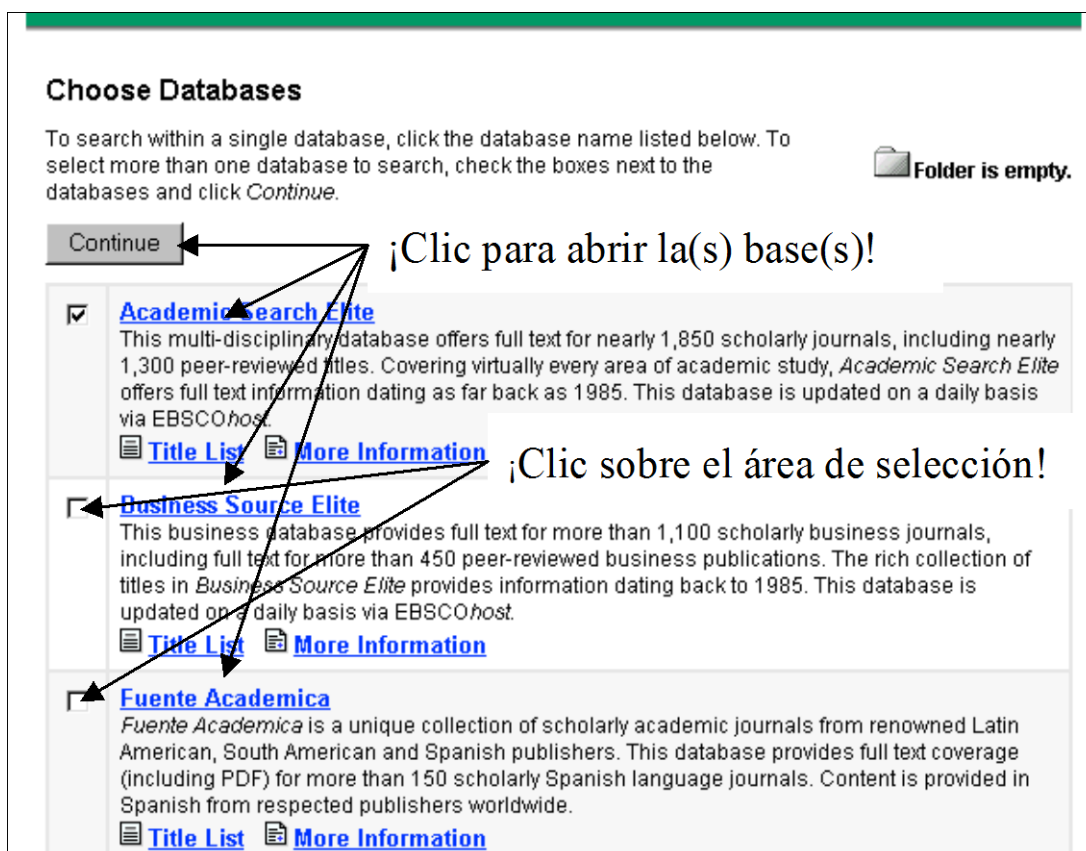 Choose Databases
To search within a single database, click the database name listed below. To
select more than one database to search, check the boxes next to the
databases and click Continue.
Folder is empty.
Continue
¡Clic para abrir la(s) base(s)!
Academic Search Elite
This multi-disciplinary database offers full text for nearly 1,850 scholarly journals, including nearly
1,300 peer-reviewed titles. Covering virtually every area of academic study, Academic Search Elite
offers full text information dating as far back as 1985. This database is updated on a daily basis
via EBSCOhost.
Title List More Information
¡Clic sobre el área de selección!
Business Source Elite
This business database provides full text for more than 1,100 scholarly business journals,
including full text for more than 450 peer-reviewed business publications. The rich collection of
titles in Business Source Elite provides information dating back to 1985. This database is
updated on a daily basis via EBSCOhost.
Title List More Information
Fuente Academica
Fuente Academica is a unique collection of scholarly academic journals from renowned Latin
American, South American and Spanish publishers. This database provides full text coverage
(including PDF) for more than 150 scholarly Spanish language journals. Content is provided in
Spanish from respected publishers worldwide.
Title List More Information